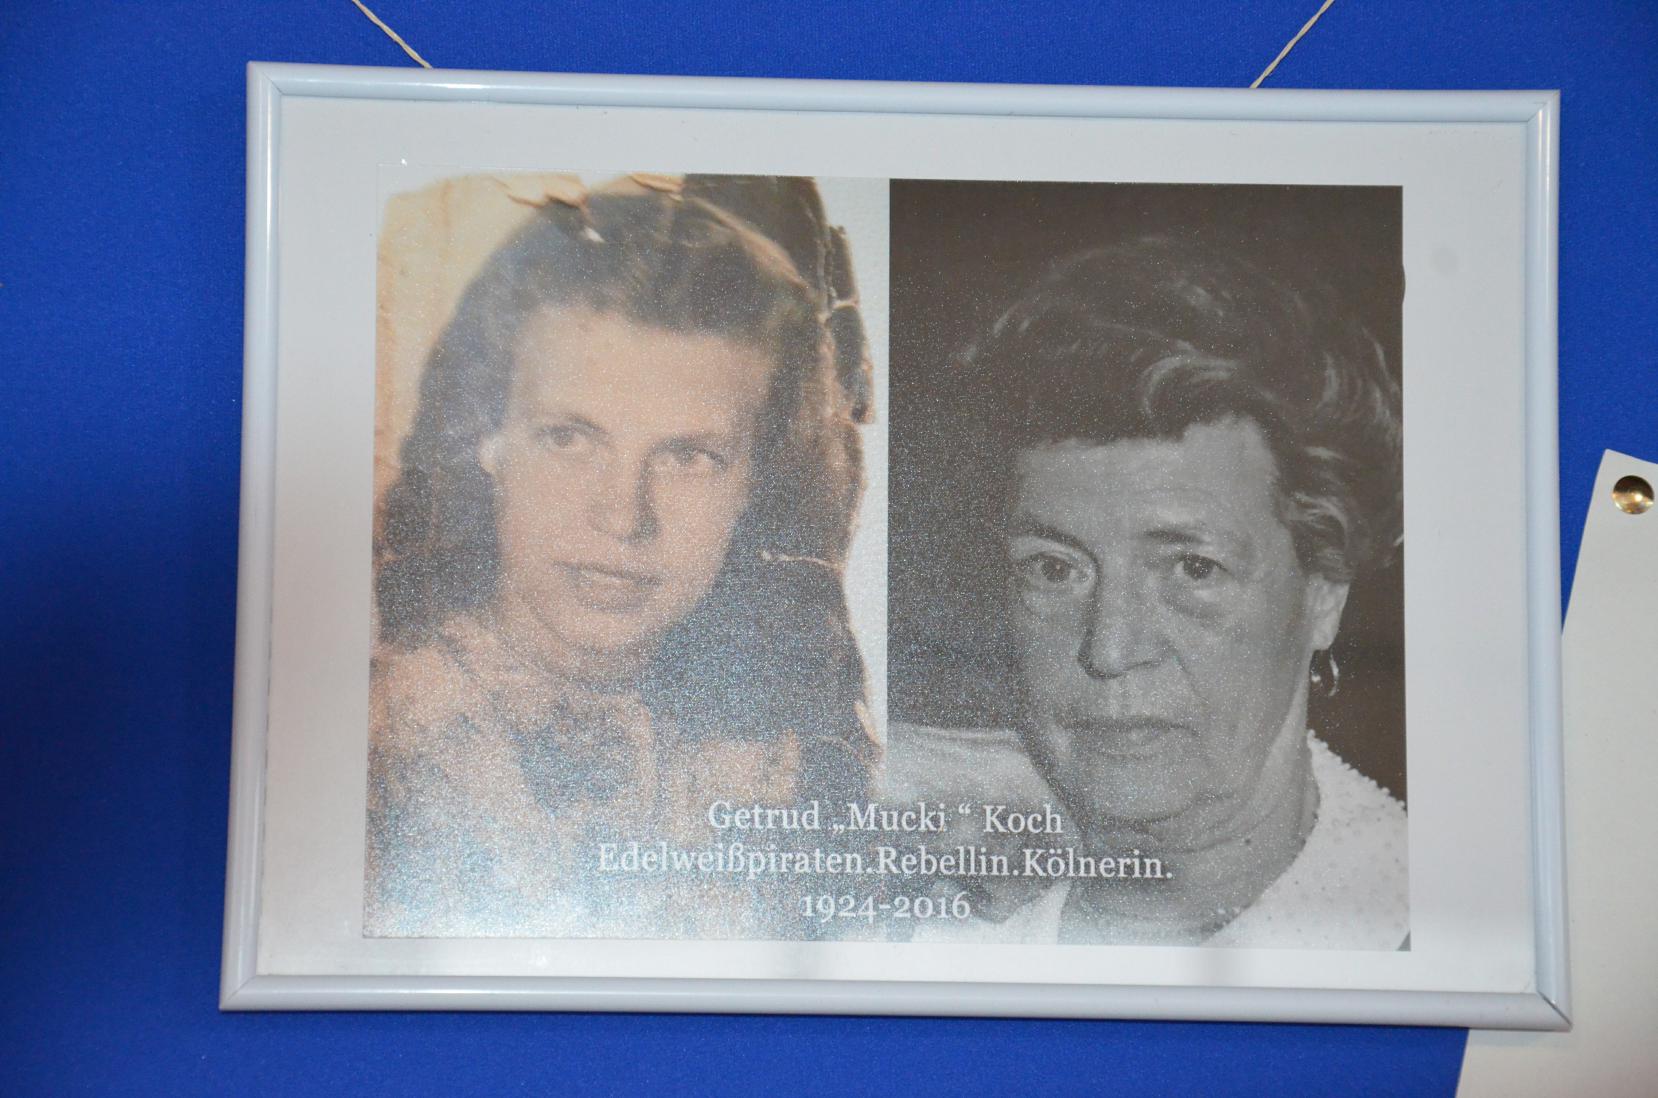 Getrud „Mucki “ Koch
Edelweißpiraten.Rebellin.Kölnerin.
1924-2016